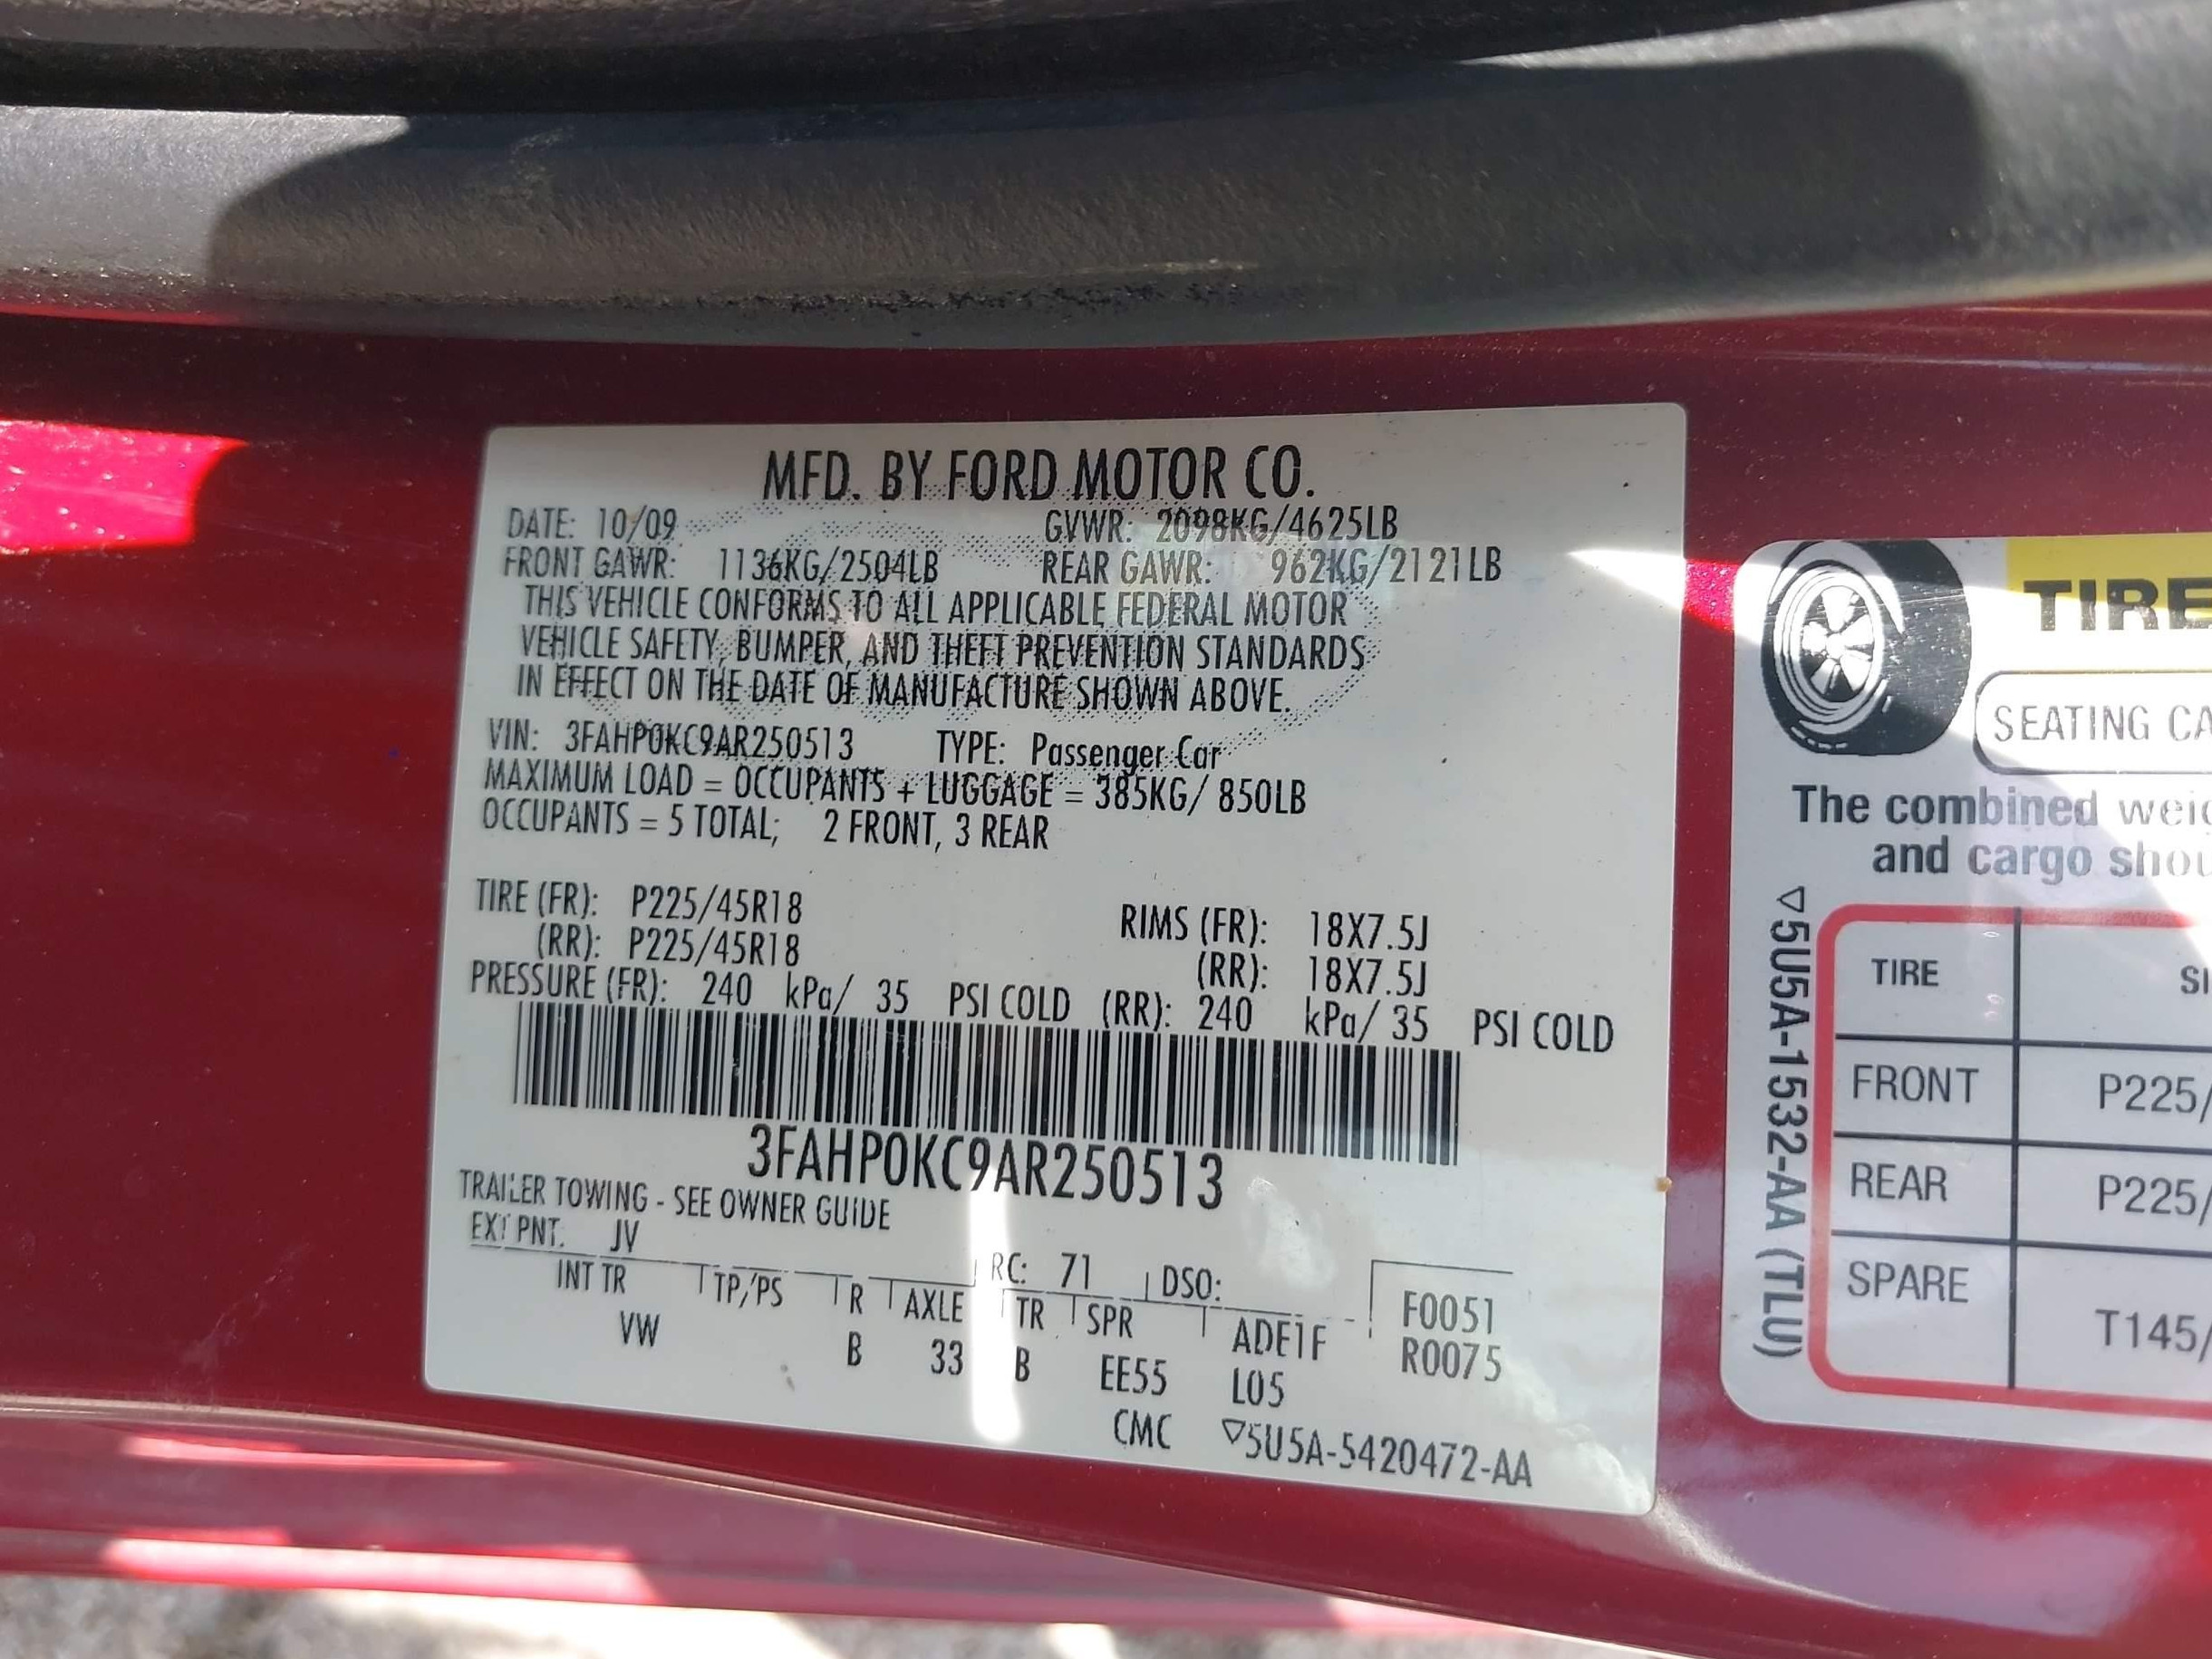 MFD. BY FORD MOTOR CO.
DATE: 10/09 GVWR: 2098KG/4625LB
FRONT GAWR: 1136KG/2504LB REAR GAWR: 962KG/2121LB
THIS VEHICLE CONFORMS TO ALL APPLICABLE FEDERAL MOTOR
VEHICLE SAFETY, BUMPER, AND THEFT PREVENTION STANDARDS
IN EFFECT ON THE DATE OF MANUFACTURE SHOWN ABOVE.
VIN: 3FAHP0KC9AR250513 TYPE: Passenger Car
MAXIMUM LOAD = OCCUPANTS + LUGGAGE = 385KG/ 850LB
OCCUPANTS = 5 TOTAL; 2 FRONT, 3 REAR
TIRE (FR): P225/45R18 RIMS (FR): 18X7.5J
(RR): P225/45R18 (RR): 18X7.5J
PRESSURE (FR): 240 kPa/ 35 PSI COLD (RR): 240 kPa/ 35 PSI COLD
3FAHP0KC9AR250513
TRAILER TOWING - SEE OWNER GUIDE
EXT PNT: JV RC: 71 DSO: F0051
INT TR TP/PS R AXLE TR SPR ADE1F R0075
VW B 33 B EE55 L05
CMC ▽5U5A-5420472-AA
TIRE
SEATING CA
The combined weig
and cargo shou
▽5U5A-1532-AA (TLU)
TIRE SI
FRONT P225/
REAR P225/
SPARE T145/